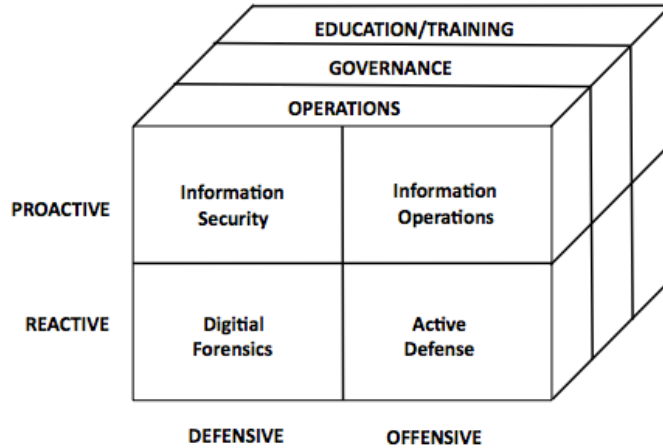 EDUCATION/TRAINING
GOVERNANCE
OPERATIONS
PROACTIVE
Information
Security
Information
Operations
REACTIVE
Digitial
Forensics
Active
Defense
DEFENSIVE
OFFENSIVE